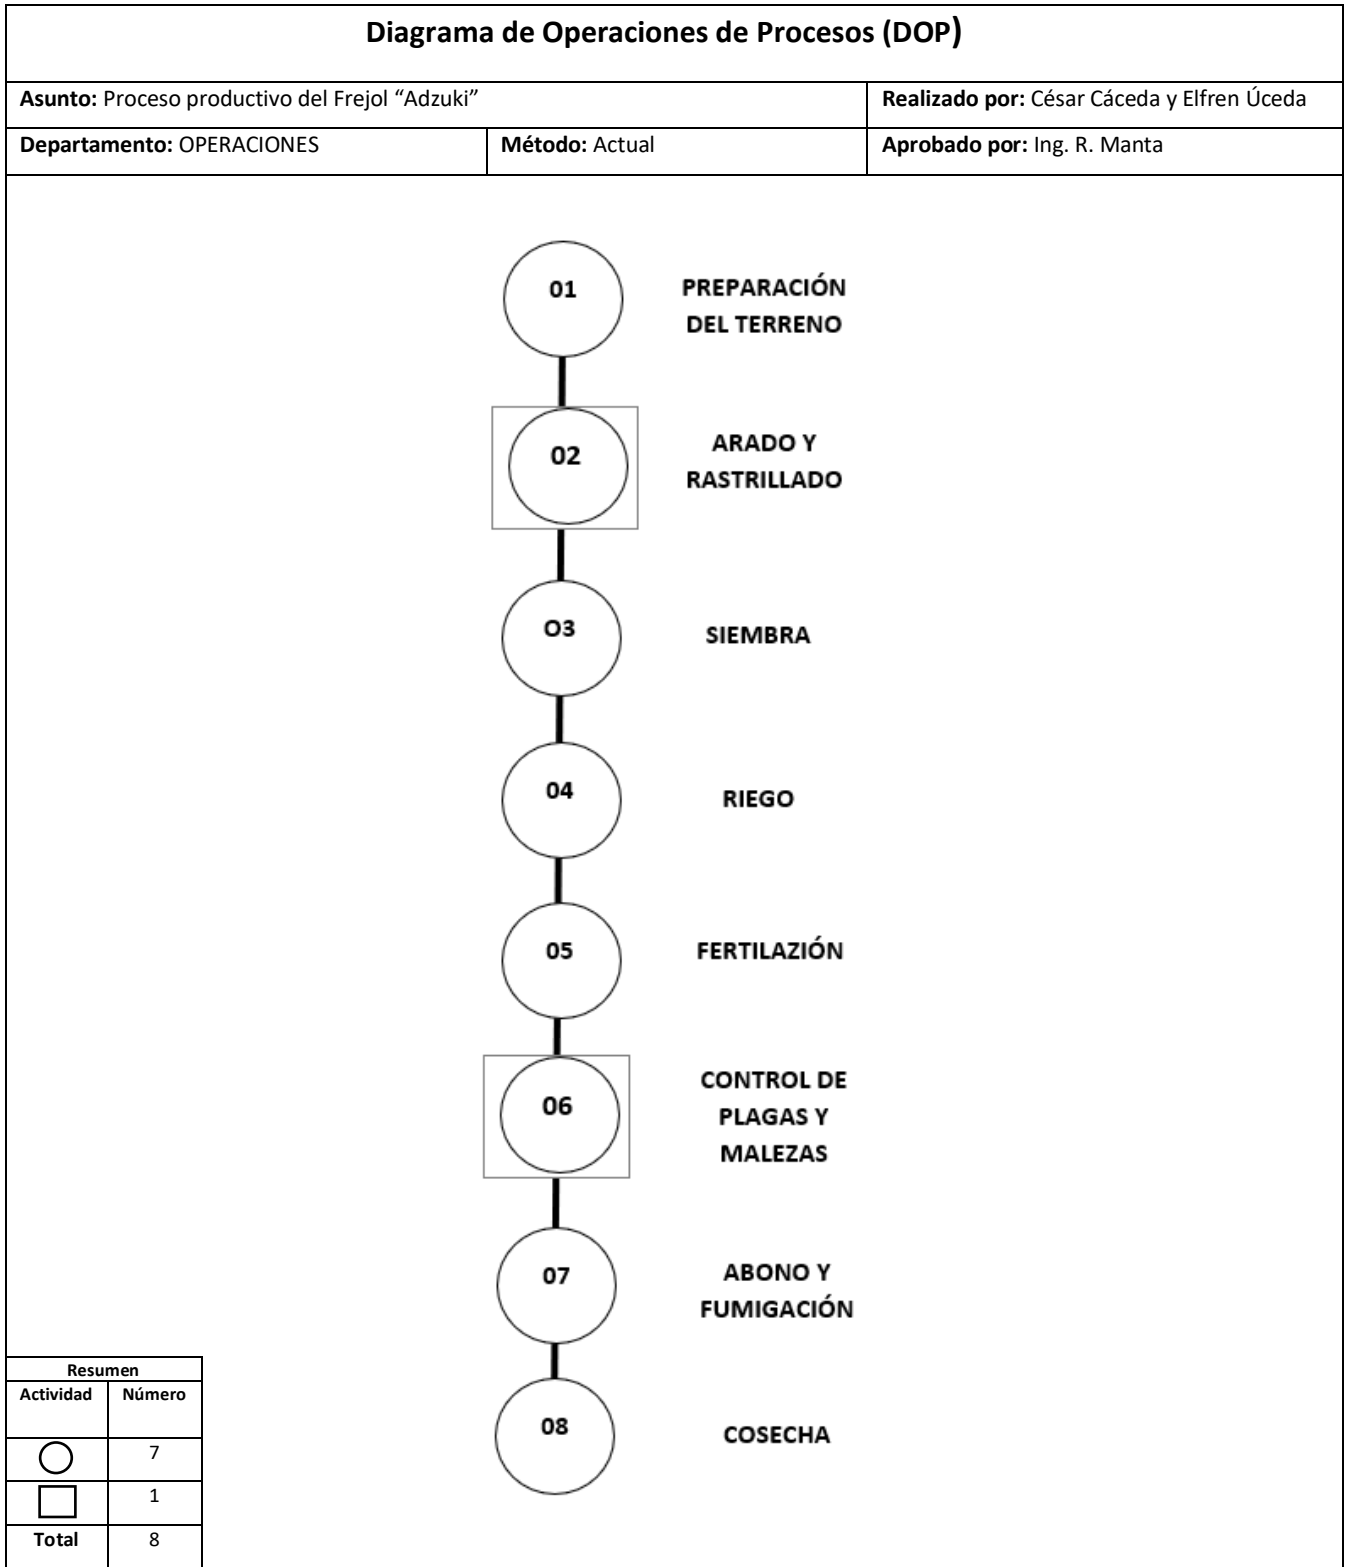 Diagrama de Operaciones de Procesos (DOP)
Asunto: Proceso productivo del Frejol “Adzuki”
Realizado por: César Cáceda y Elfren Úceda
Departamento: OPERACIONES
Método: Actual
Aprobado por: Ing. R. Manta
01
PREPARACIÓN
DEL TERRENO
02
ARADO Y
RASTRILLADO
O3
SIEMBRA
04
RIEGO
05
FERTILAZIÓN
06
CONTROL DE
PLAGAS Y
MALEZAS
07
ABONO Y
FUMIGACIÓN
08
COSECHA
Resumen
Actividad Número
7
1
Total 8